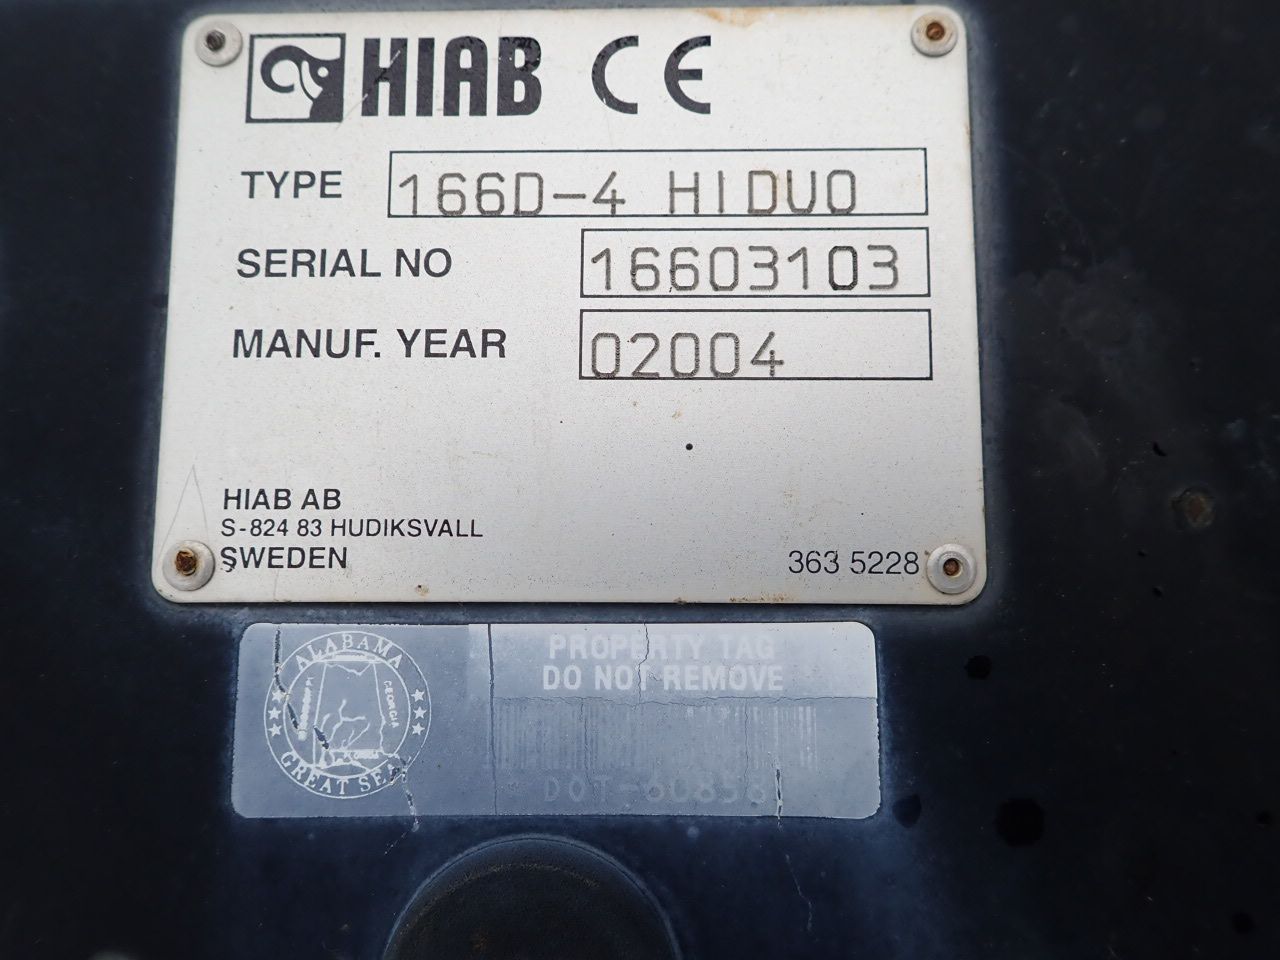 HIAB CE
TYPE 166D-4 HIDUO
SERIAL NO 16603103
MANUF. YEAR 02004
HIAB AB
S-824 83 HUDIKSVALL
SWEDEN
363 5228
ALABAMA
GEORGIA
GREAT SEAL
PROPERTY TAG
DO NOT REMOVE